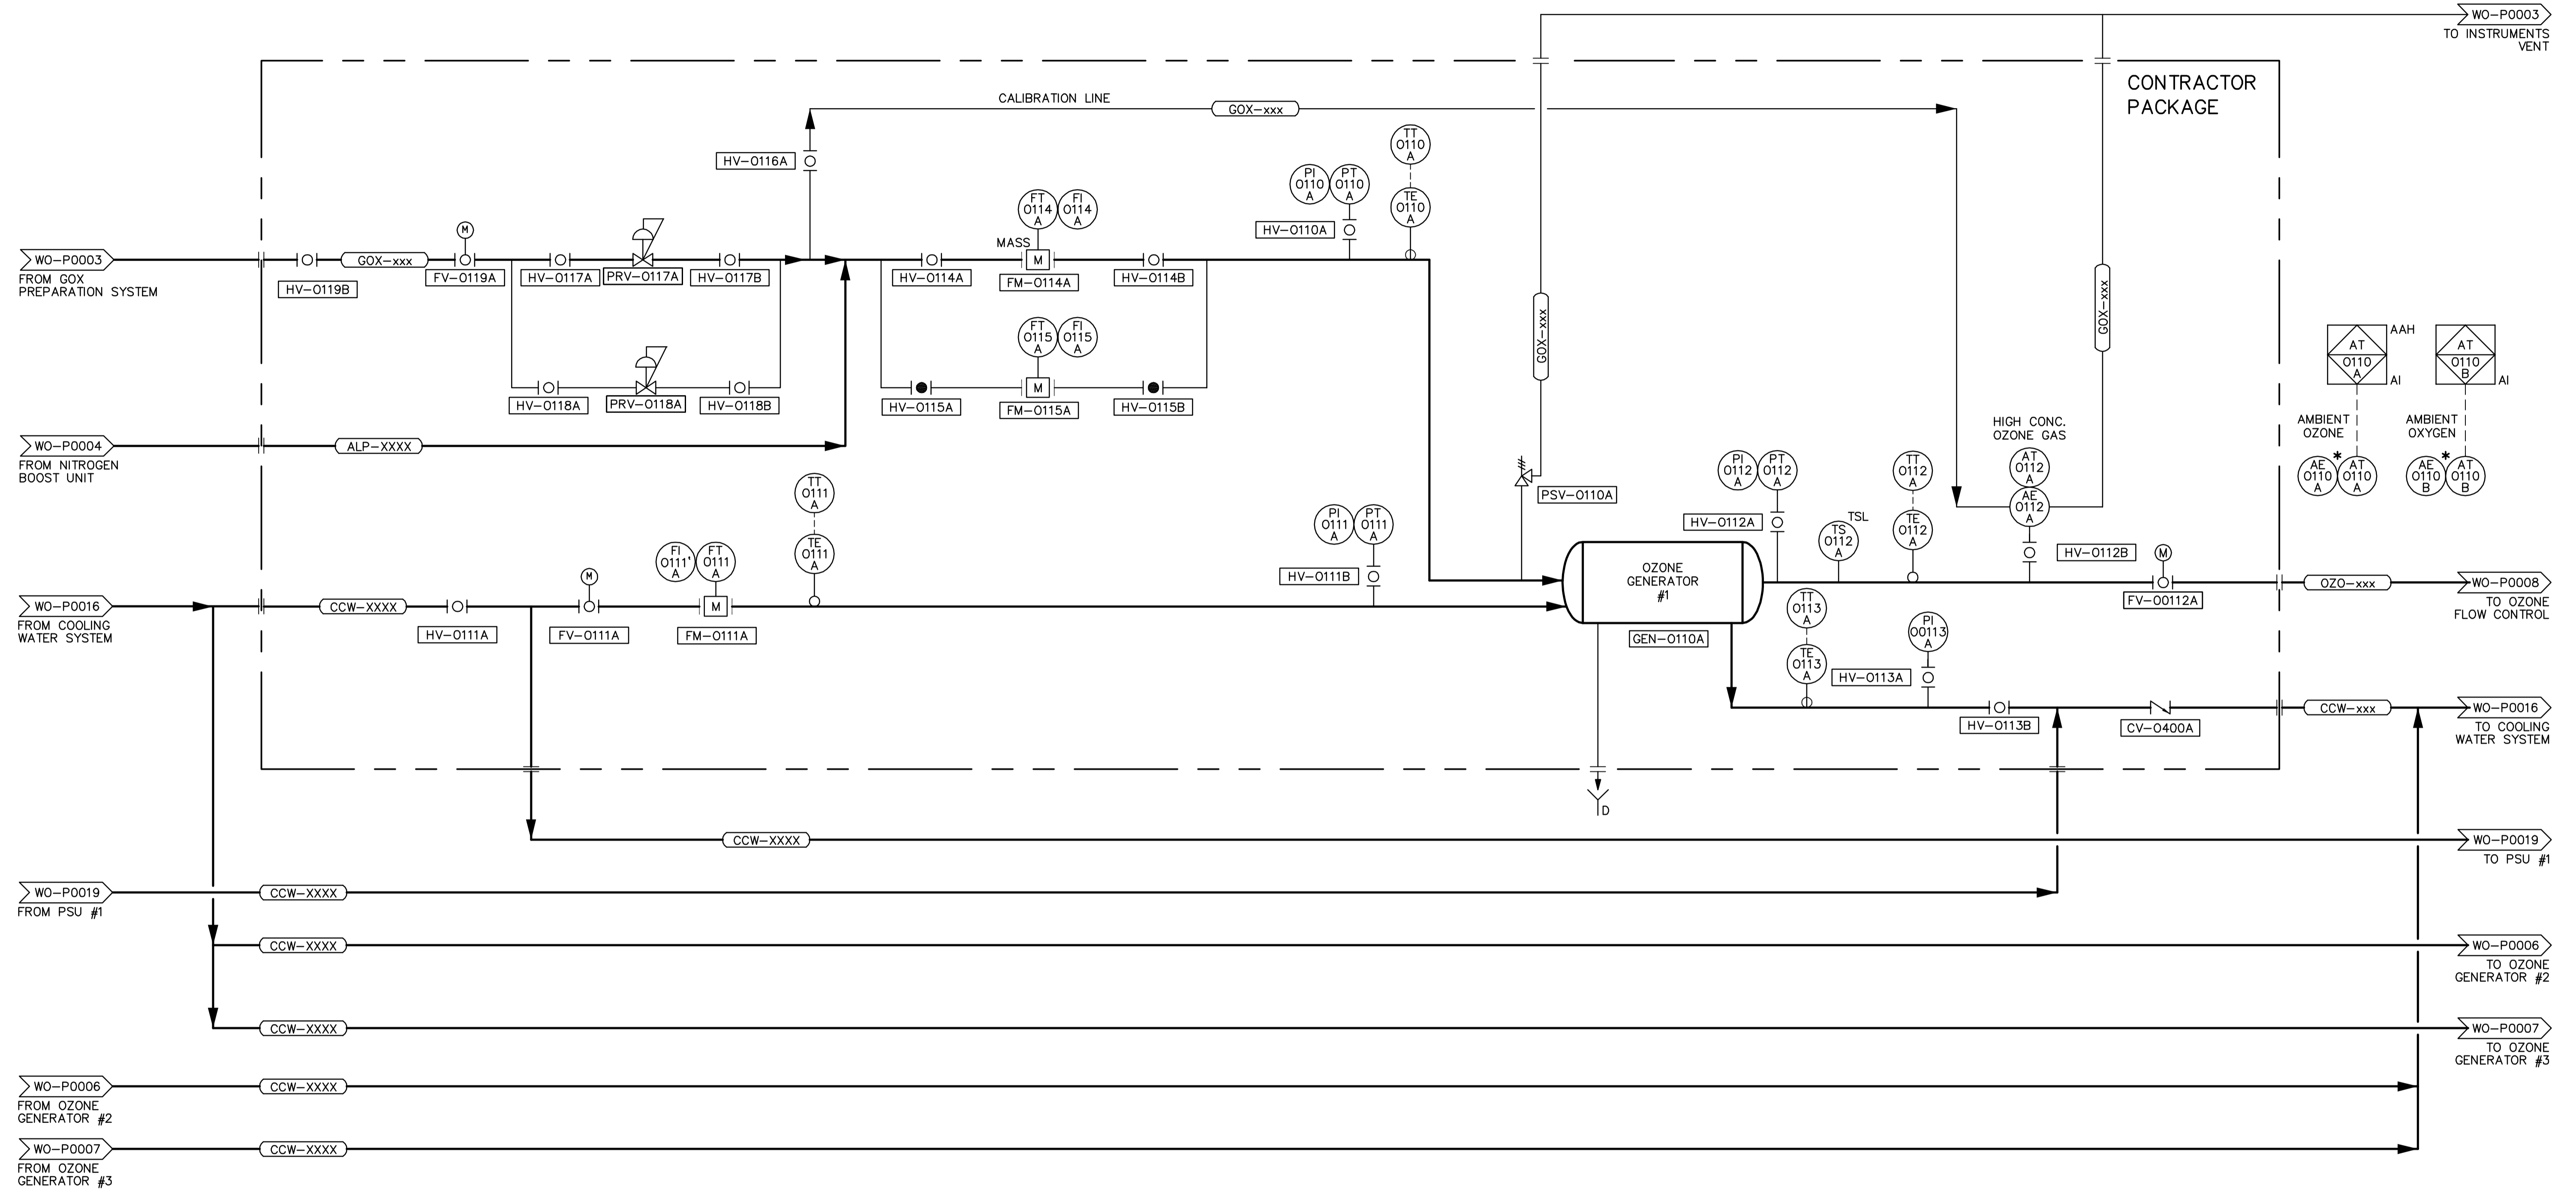 WO-P0003
TO INSTRUMENTS
VENT
CONTRACTOR
PACKAGE
CALIBRATION LINE
GOX-xxx
HV-0116A
TT
0110
A
PI
0110
A
PT
0110
A
TE
0110
A
HV-0110A
FT
0114
A
FI
0114
A
MASS
M
WO-P0003
FROM GOX
PREPARATION SYSTEM
HV-0119B
GOX-xxx
FV-0119A
HV-0117A
PRV-0117A
HV-0117B
HV-0114A
M
FM-0114A
HV-0114B
FT
0115
A
FI
0115
A
HV-0118A
PRV-0118A
HV-0118B
HV-0115A
M
FM-0115A
HV-0115B
GOX-xxx
GOX-xxx
AT
0110
A
AAH
AI
AT
0110
B
AI
AMBIENT
OZONE
AMBIENT
OXYGEN
AE
0110
A
*
AT
0110
A
AE
0110
B
*
AT
0110
B
WO-P0004
FROM NITROGEN
BOOST UNIT
ALP-XXXX
HIGH CONC.
OZONE GAS
AT
0112
A
AE
0112
A
PSV-0110A
PI
0112
A
PT
0112
A
HV-0112A
TSL
TS
0112
A
TT
0112
A
TE
0112
A
HV-0112B
M
FV-00112A
OZO-xxx
WO-P0008
TO OZONE
FLOW CONTROL
TT
0111
A
TE
0111
A
FI
0111'
A
FT
0111
A
PI
0111
A
PT
0111
A
HV-0111B
WO-P0016
FROM COOLING
WATER SYSTEM
CCW-XXXX
HV-0111A
M
FV-0111A
M
FM-0111A
OZONE
GENERATOR
#1
GEN-0110A
TT
0113
A
TE
0113
A
PI
00113
A
HV-0113A
HV-0113B
CV-0400A
CCW-xxx
WO-P0016
TO COOLING
WATER SYSTEM
D
CCW-XXXX
WO-P0019
TO PSU #1
WO-P0019
FROM PSU #1
CCW-XXXX
CCW-XXXX
WO-P0006
TO OZONE
GENERATOR #2
CCW-XXXX
WO-P0007
TO OZONE
GENERATOR #3
WO-P0006
FROM OZONE
GENERATOR #2
CCW-XXXX
WO-P0007
FROM OZONE
GENERATOR #3
CCW-XXXX